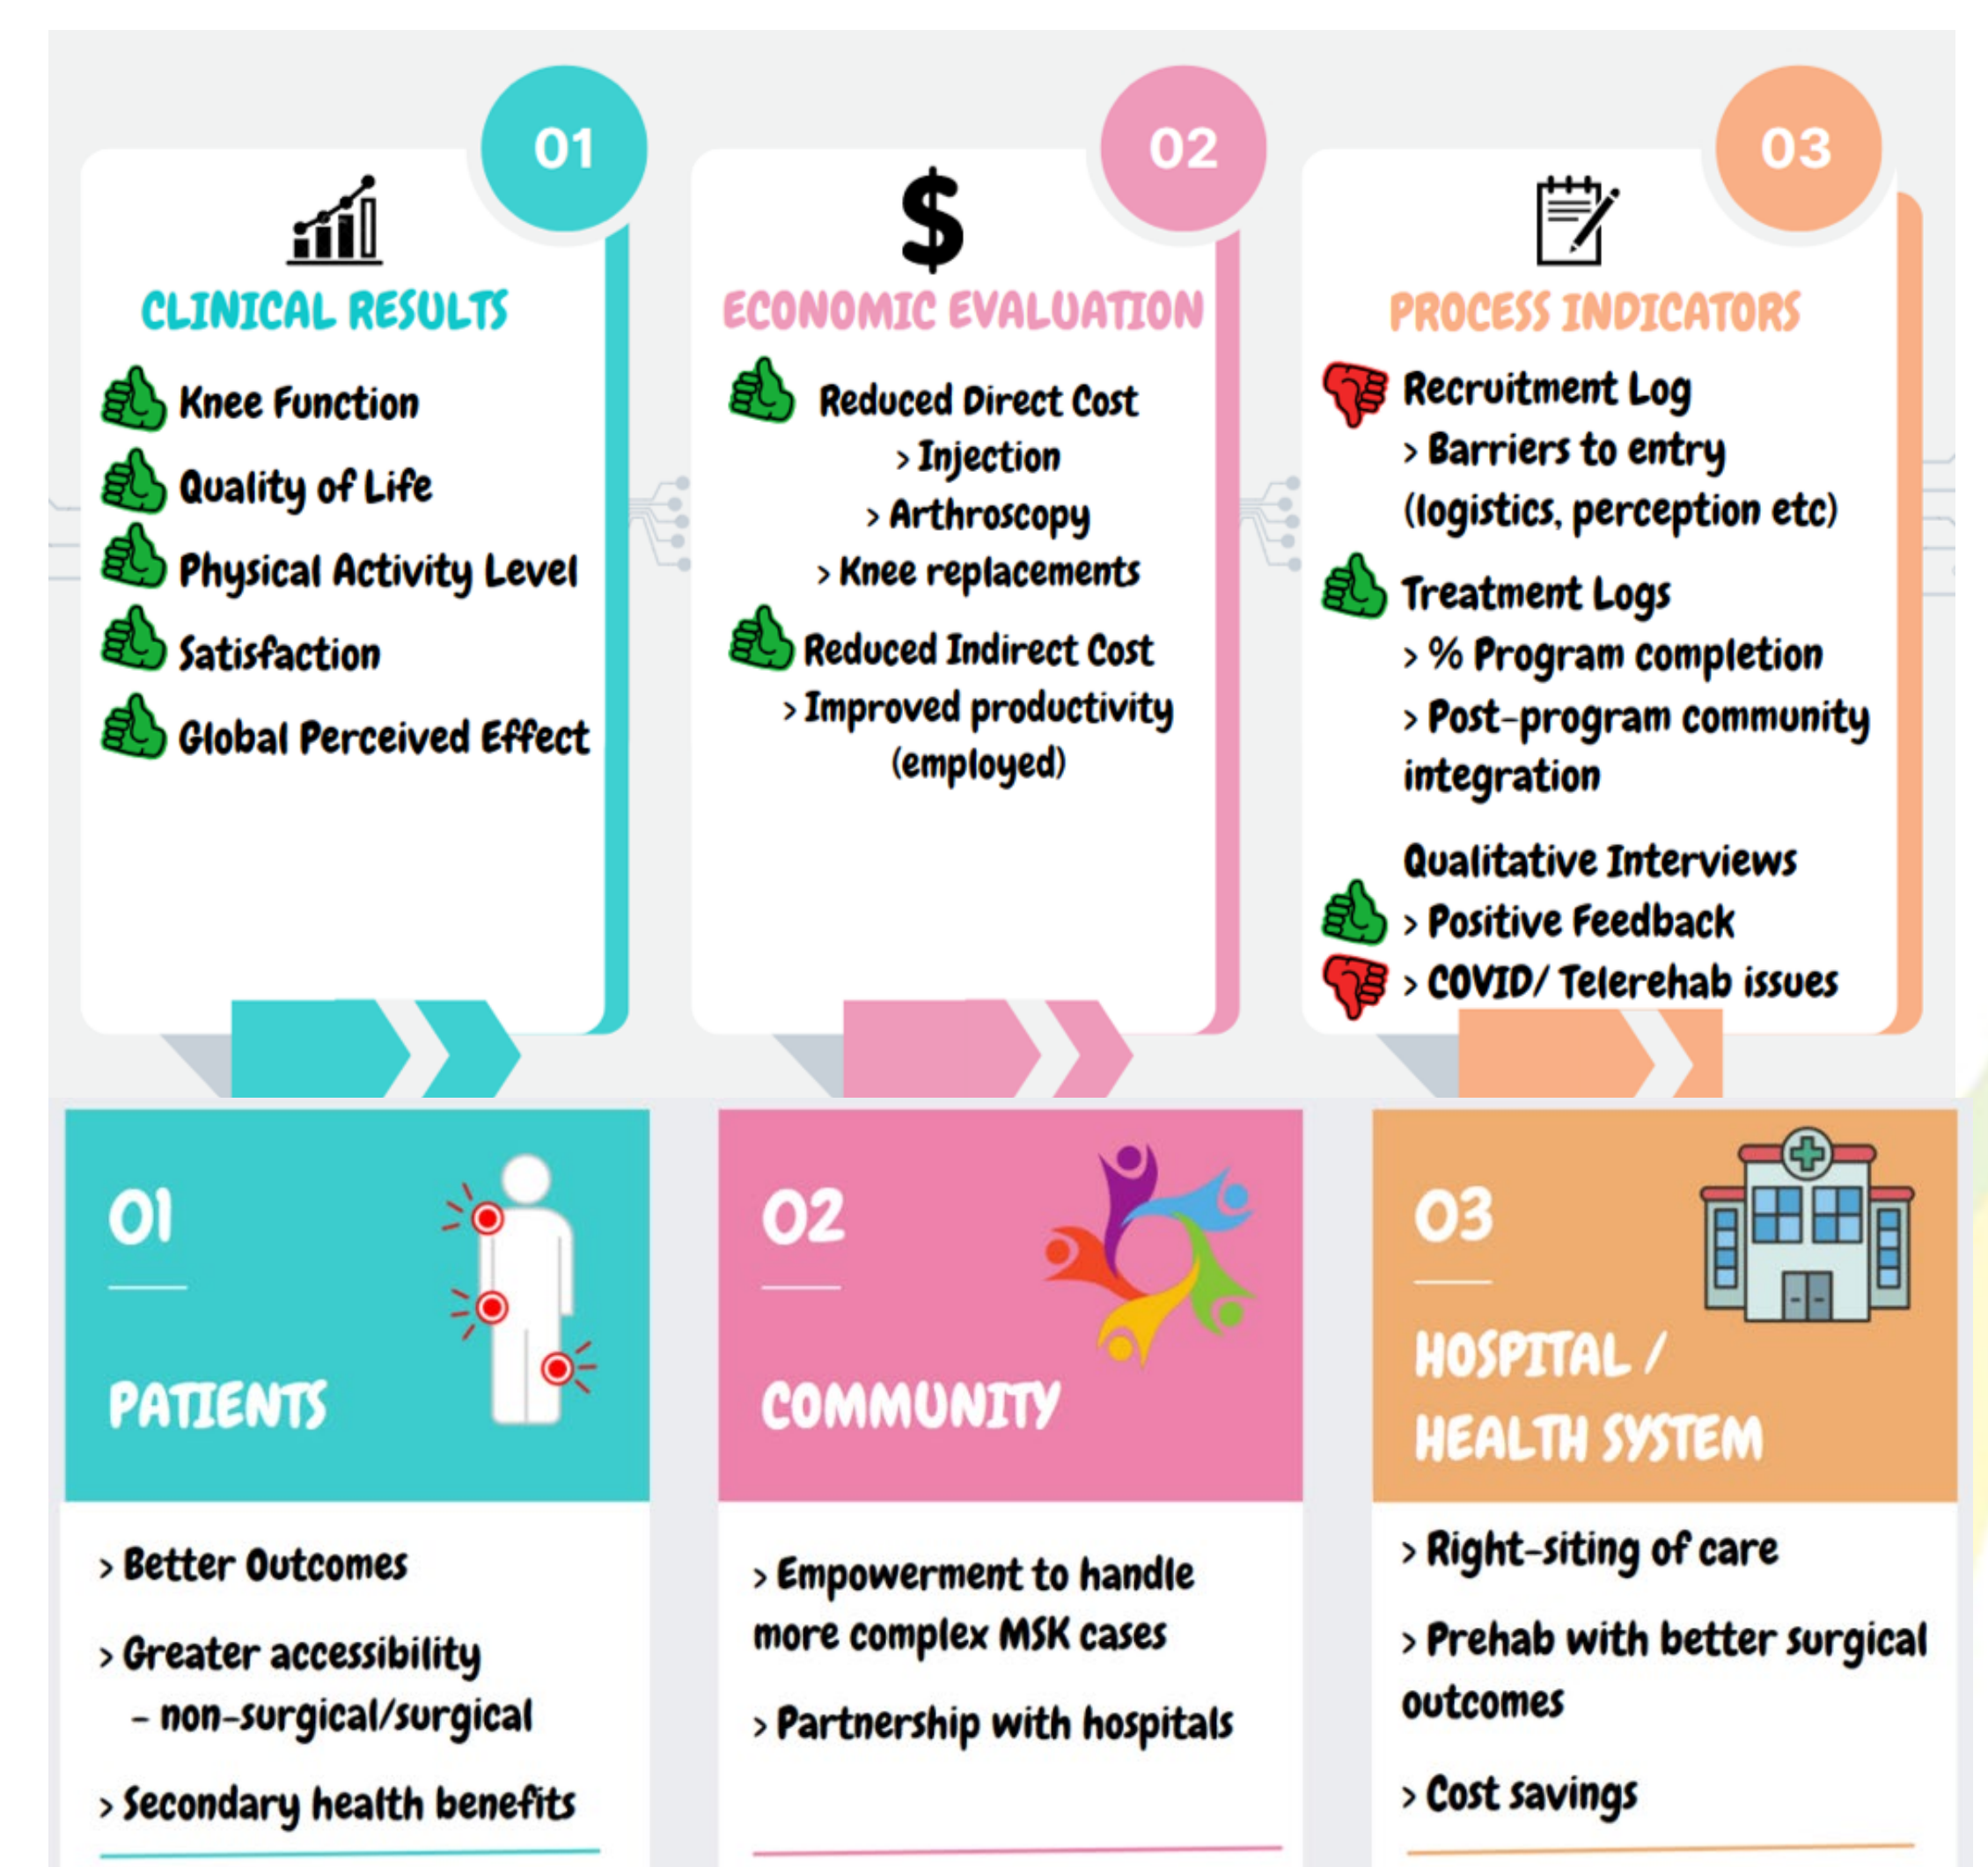 01
CLINICAL RESULTS
Knee Function
Quality of Life
Physical Activity Level
Satisfaction
Global Perceived Effect
02
$
ECONOMIC EVALUATION
Reduced Direct Cost
> Injection
> Arthroscopy
> Knee replacements
Reduced Indirect Cost
> Improved productivity
(employed)
03
PROCESS INDICATORS
Recruitment Log
> Barriers to entry
(logistics, perception etc)
Treatment Logs
> % Program completion
> Post-program community
integration
Qualitative Interviews
> Positive Feedback
> COVID/ Telerehab issues
01
PATIENTS
> Better Outcomes
> Greater accessibility
- non-surgical/surgical
> Secondary health benefits
02
COMMUNITY
> Empowerment to handle
more complex MSK cases
> Partnership with hospitals
03
HOSPITAL /
HEALTH SYSTEM
> Right-siting of care
> Prehab with better surgical
outcomes
> Cost savings